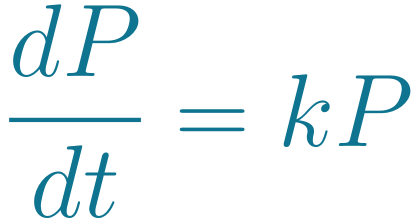 dP/dt = kP